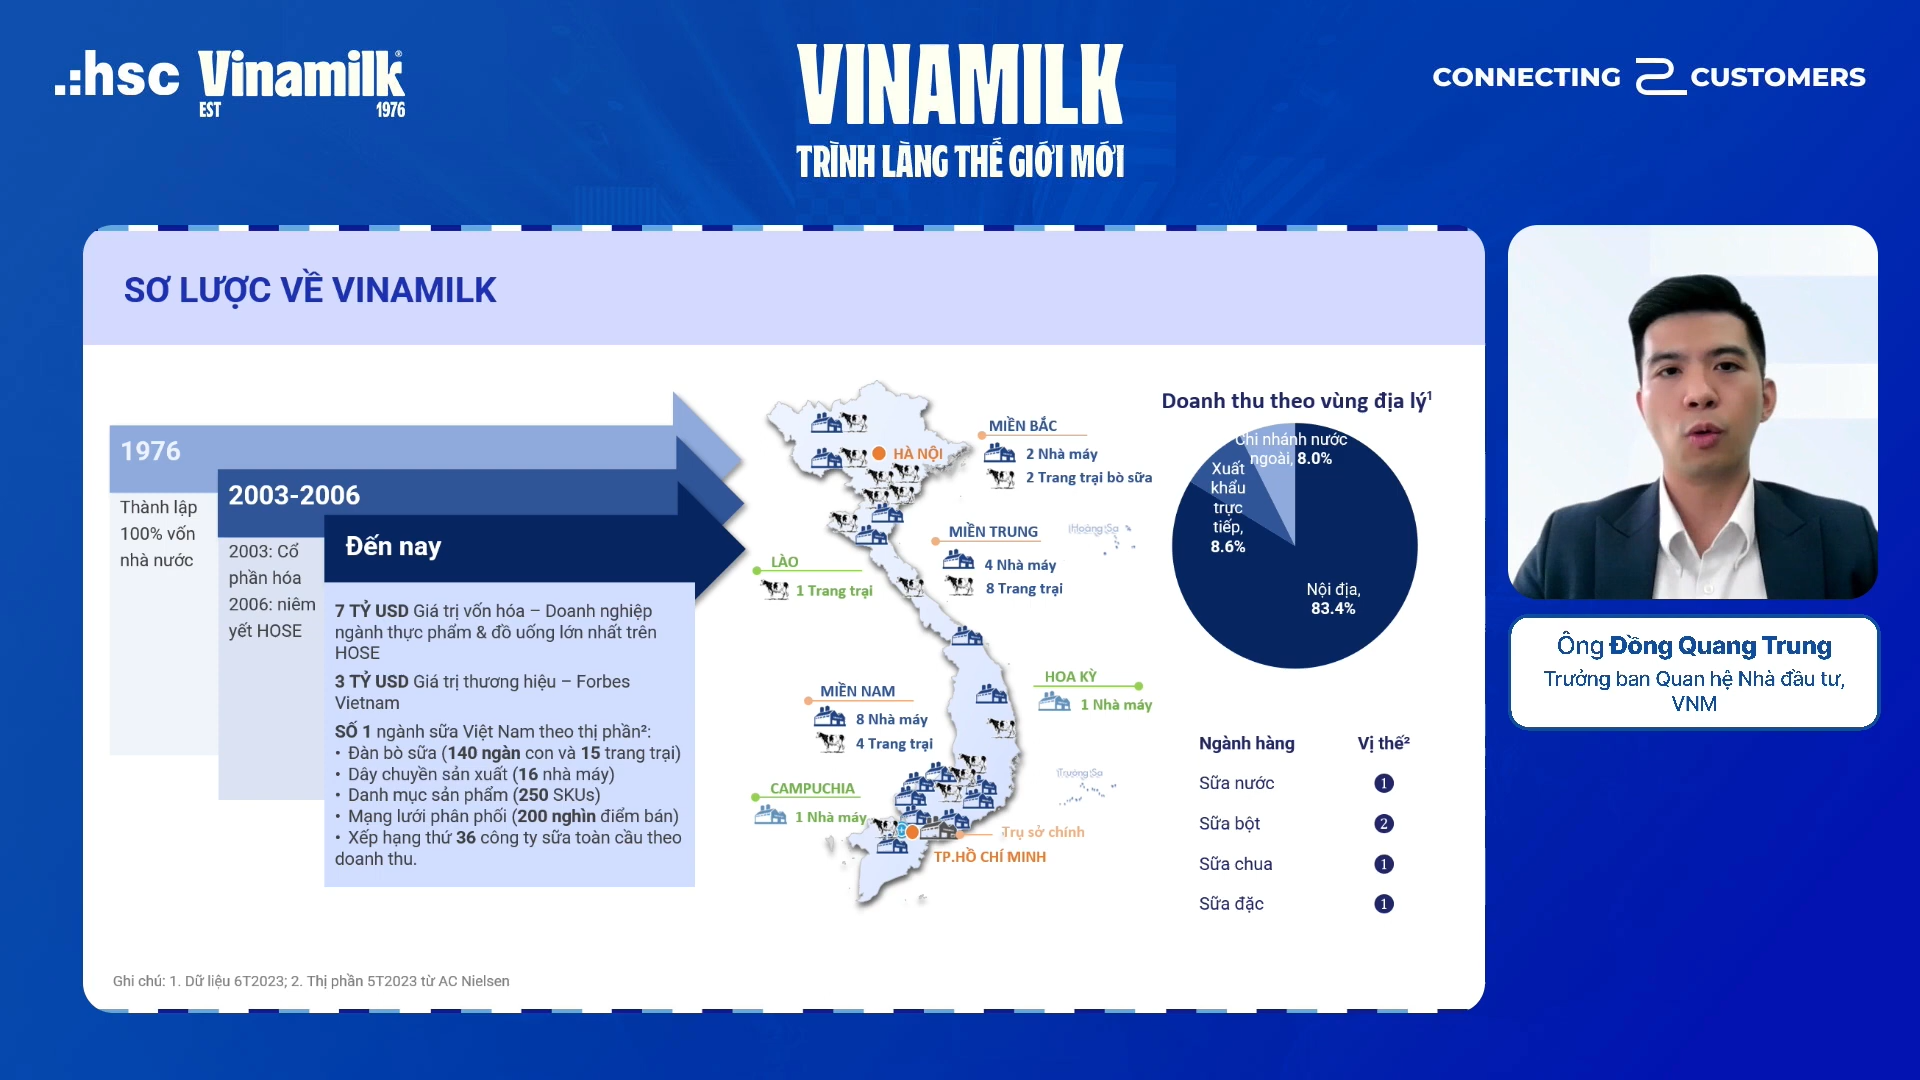 .:hsc Vinamilk®
EST 1976
VINAMILK
TRÌNH LÀNG THẾ GIỚI MỚI
CONNECTING 2 CUSTOMERS
SƠ LƯỢC VỀ VINAMILK
1976
Thành lập
100% vốn
nhà nước
2003-2006
2003: Cổ
phần hóa
2006: niêm
yết HOSE
Đến nay
7 TỶ USD Giá trị vốn hóa – Doanh nghiệp
ngành thực phẩm & đồ uống lớn nhất trên
HOSE
3 TỶ USD Giá trị thương hiệu – Forbes
Vietnam
SỐ 1 ngành sữa Việt Nam theo thị phần²:
• Đàn bò sữa (140 ngàn con và 15 trang trại)
• Dây chuyền sản xuất (16 nhà máy)
• Danh mục sản phẩm (250 SKUs)
• Mạng lưới phân phối (200 nghìn điểm bán)
• Xếp hạng thứ 36 công ty sữa toàn cầu theo
doanh thu.
HÀ NỘI
MIỀN BẮC
2 Nhà máy
2 Trang trại bò sữa
MIỀN TRUNG
4 Nhà máy
8 Trang trại
Hoàng Sa
LÀO
1 Trang trại
MIỀN NAM
8 Nhà máy
4 Trang trại
HOA KỲ
1 Nhà máy
Trường Sa
CAMPUCHIA
1 Nhà máy
Trụ sở chính
TP.HỒ CHÍ MINH
Doanh thu theo vùng địa lý¹
Chi nhánh nước
ngoài, 8.0%
Xuất
khẩu
trực
tiếp,
8.6%
Nội địa,
83.4%
Ngành hàng Vị thế²
Sữa nước 1
Sữa bột 2
Sữa chua 1
Sữa đặc 1
Ghi chú: 1. Dữ liệu 6T2023; 2. Thị phần 5T2023 từ AC Nielsen
Ông Đồng Quang Trung
Trưởng ban Quan hệ Nhà đầu tư,
VNM